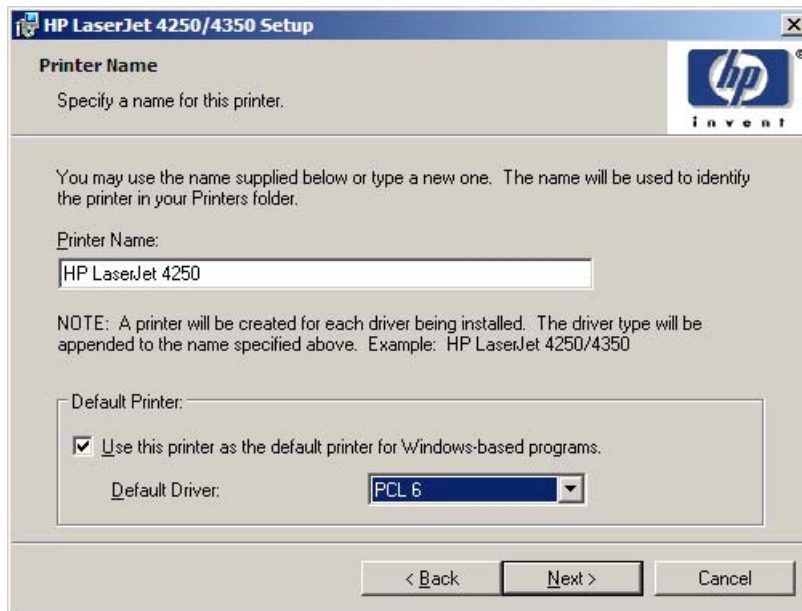 HP LaserJet 4250/4350 Setup
Printer Name
Specify a name for this printer.
hp
®
invent
You may use the name supplied below or type a new one. The name will be used to identify
the printer in your Printers folder.
Printer Name:
HP LaserJet 4250
NOTE: A printer will be created for each driver being installed. The driver type will be
appended to the name specified above. Example: HP LaserJet 4250/4350
Default Printer:
Use this printer as the default printer for Windows-based programs.
Default Driver:
PCL 6
< Back
Next >
Cancel